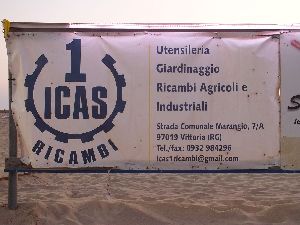 1
ICAS
RICAMBI
Utensileria
Giardinaggio
Ricambi Agricoli e
Industriali
Strada Comunale Marangio, 7/A
97019 Vittoria (RG)
Tel./fax: 0932 984296
icas1ricambi@gmail.com